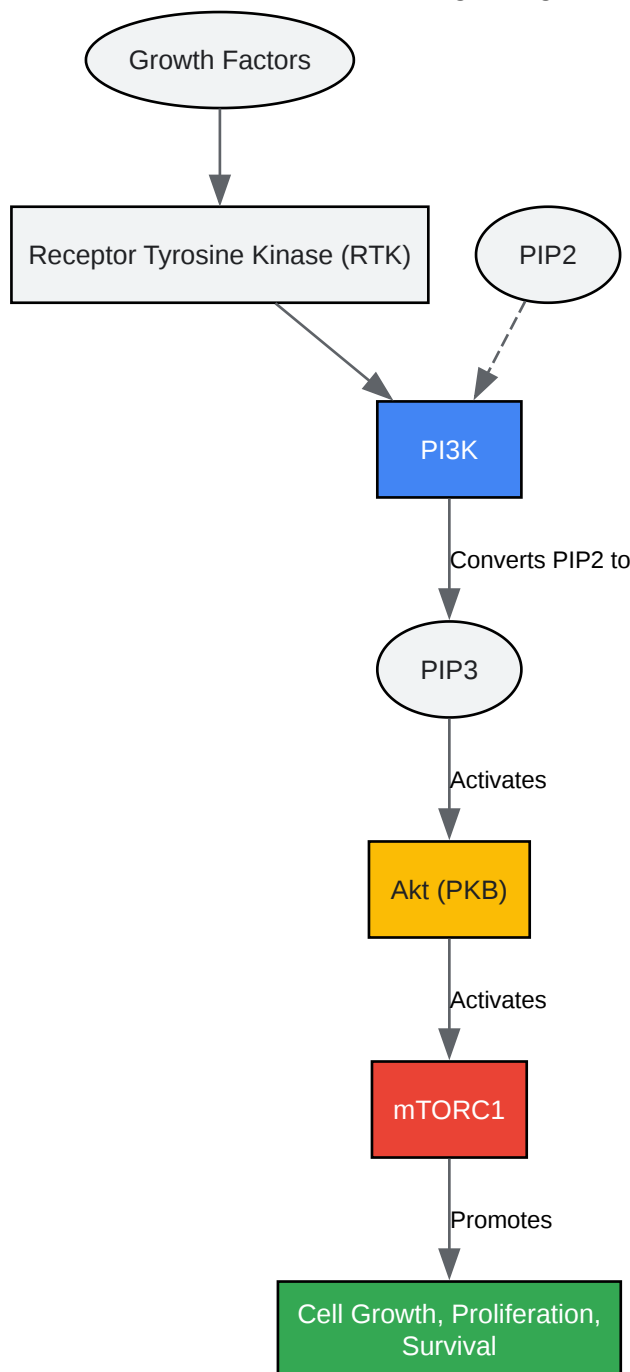 Growth Factors
Receptor Tyrosine Kinase (RTK)
PIP2
PI3K
Converts PIP2 to
PIP3
Activates
Akt (PKB)
Activates
mTORC1
Promotes
Cell Growth, Proliferation,
Survival